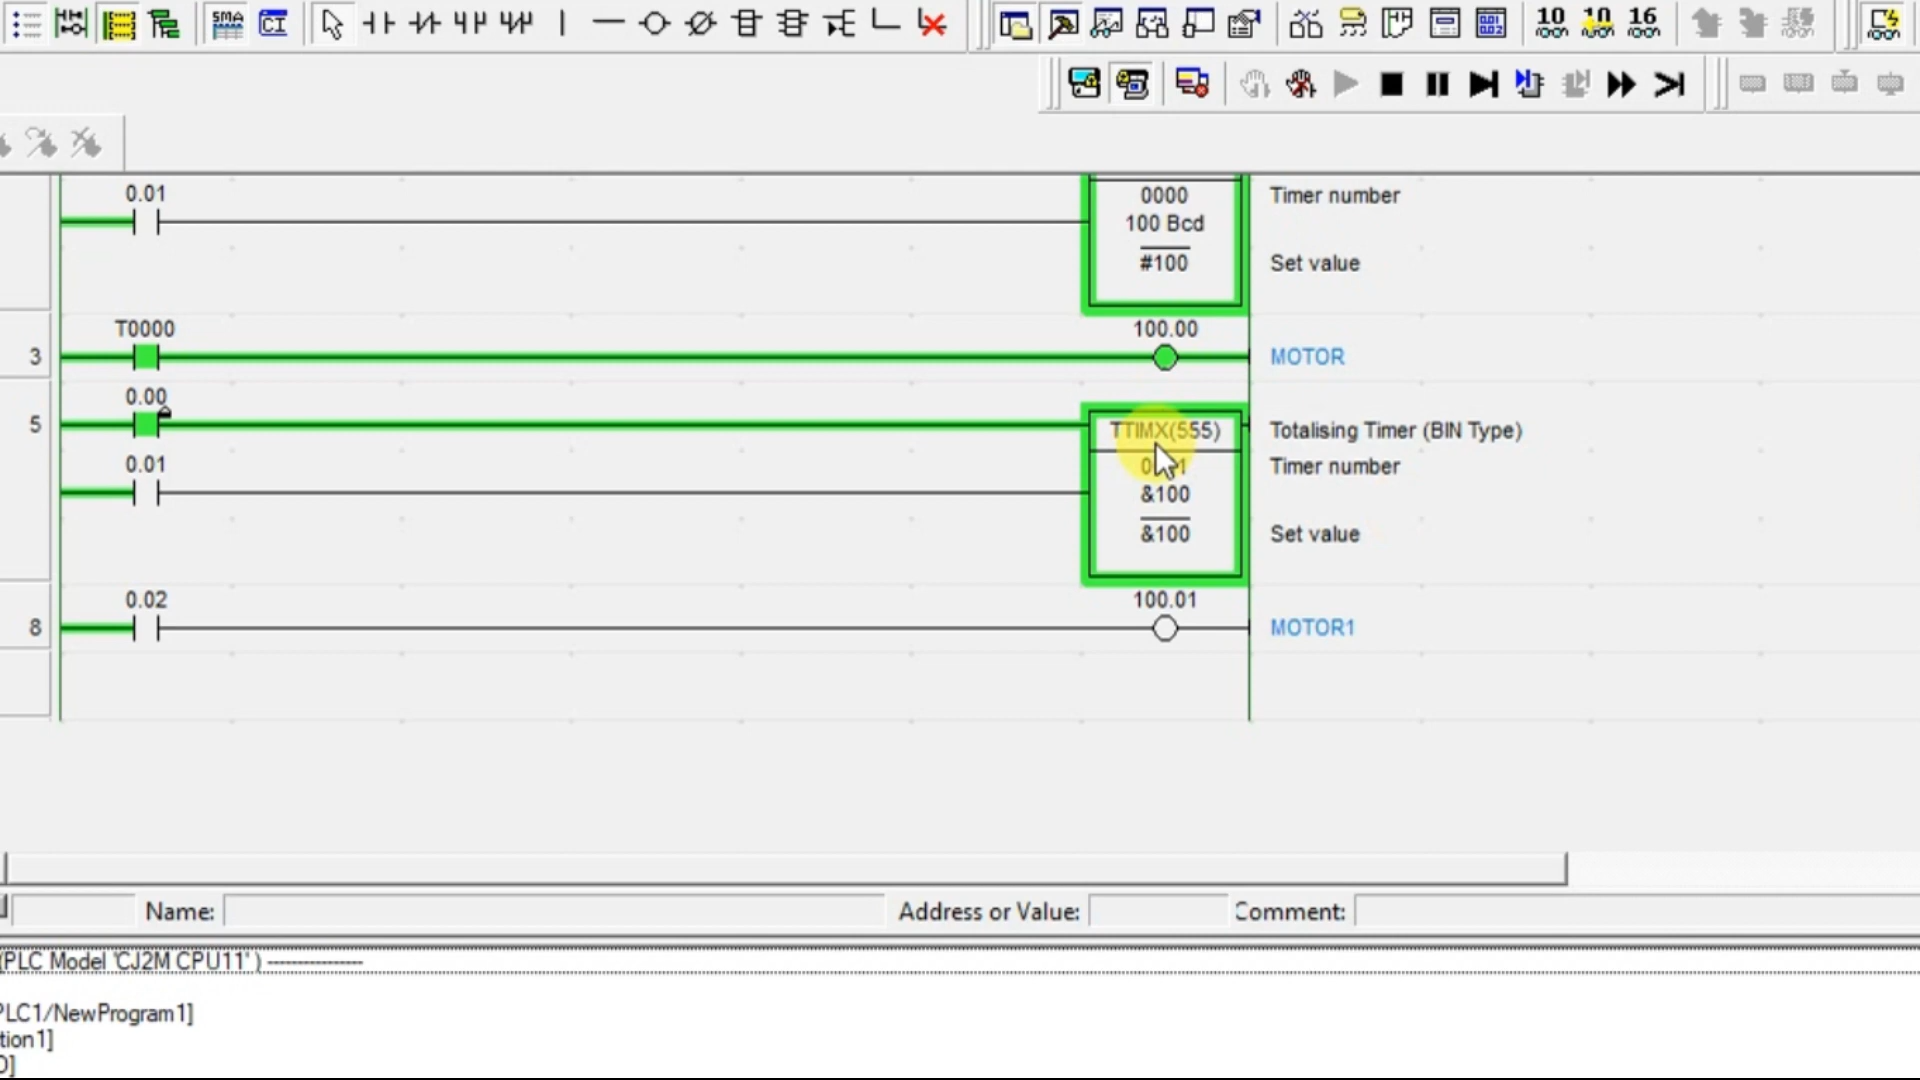 SMA CI 10 10 16
0.01
0000 Timer number
100 Bcd
#100 Set value
T0000 100.00
3 MOTOR
0.00
5 TTIMX(555) Totalising Timer (BIN Type)
0.01 Timer number
&100
&100 Set value
0.02 100.01
8 MOTOR1
Name: Address or Value: Comment:
(PLC Model 'CJ2M CPU11') ----------------
PLC1/NewProgram1]
tion1]
D]